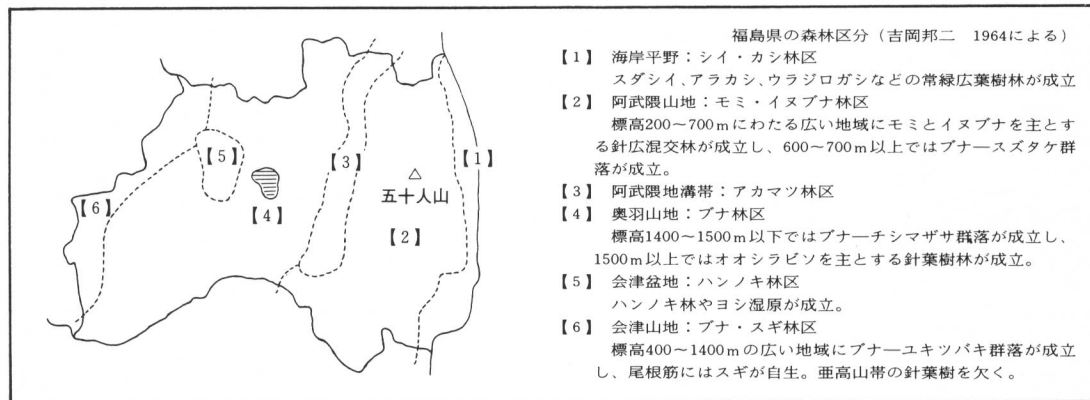 福島県の森林区分（吉岡邦二　1964による）
【1】 海岸平野：シイ・カシ林区
スダシイ、アラカシ、ウラジロガシなどの常緑広葉樹林が成立
【2】 阿武隈山地：モミ・イヌブナ林区
標高200〜700mにわたる広い地域にモミとイヌブナを主とす
る針広混交林が成立し、600〜700m以上ではブナ―スズタケ群
落が成立。
【3】 阿武隈地溝帯：アカマツ林区
【4】 奥羽山地：ブナ林区
標高1400〜1500m以下ではブナ―チシマザサ群落が成立し、
1500m以上ではオオシラビソを主とする針葉樹林が成立。
【5】 会津盆地：ハンノキ林区
ハンノキ林やヨシ湿原が成立。
【6】 会津山地：ブナ・スギ林区
標高400〜1400mの広い地域にブナ―ユキツバキ群落が成立
し、尾根筋にはスギが自生。亜高山帯の針葉樹を欠く。
【5】
【3】
【1】
五十人山
【6】
【4】
【2】